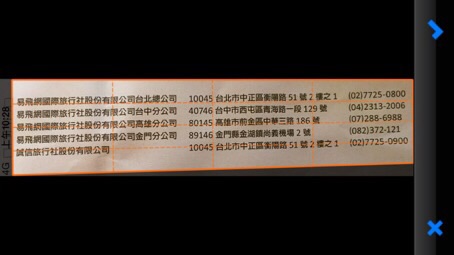 易飛網國際旅行社股份有限公司台北總公司 10045 台北市中正區衡陽路 51 號 2 樓之 1 (02)7725-0800
易飛網國際旅行社股份有限公司台中分公司 40746 台中市西屯區青海路一段 129 號 (04)2313-2006
易飛網國際旅行社股份有限公司高雄分公司 80145 高雄市前金區中華三路 186 號 (07)288-6988
易飛網國際旅行社股份有限公司金門分公司 89146 金門縣金湖鎮尚義機場 2 號 (082)372-121
誠信旅行社股份有限公司 10045 台北市中正區衡陽路 51 號 2 樓之 1 (02)7725-0900
4G 上午10:28